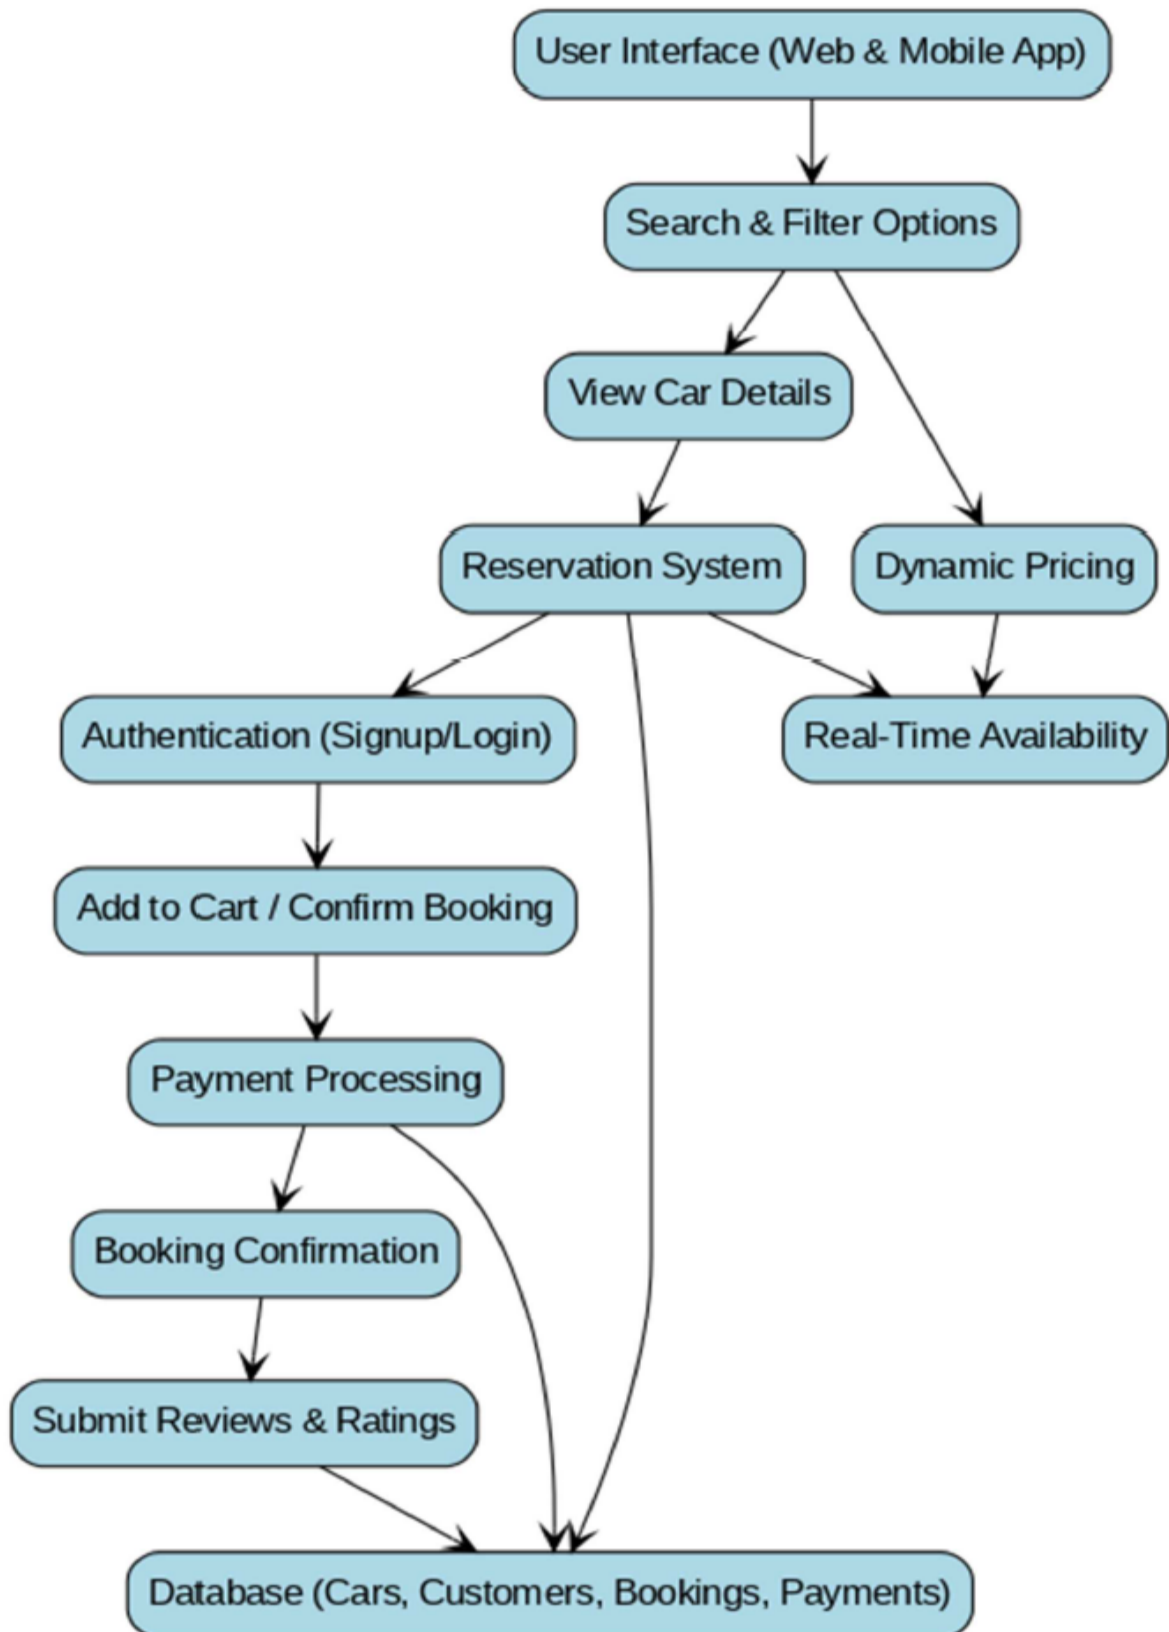 User Interface (Web & Mobile App)
Search & Filter Options
View Car Details
Reservation System
Dynamic Pricing
Authentication (Signup/Login)
Real-Time Availability
Add to Cart / Confirm Booking
Payment Processing
Booking Confirmation
Submit Reviews & Ratings
Database (Cars, Customers, Bookings, Payments)